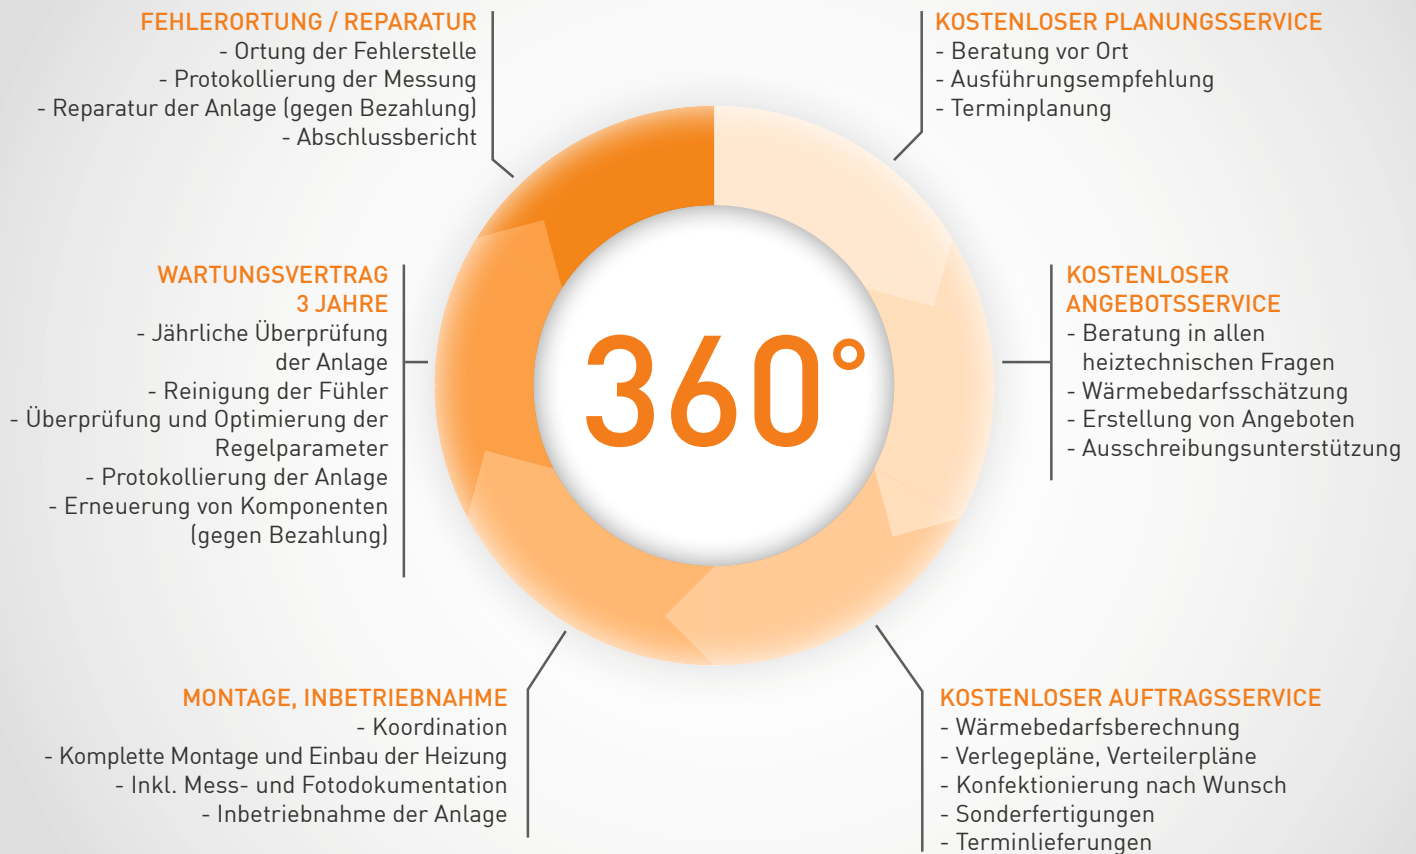 FEHLERORTUNG / REPARATUR
- Ortung der Fehlerstelle
- Protokollierung der Messung
- Reparatur der Anlage (gegen Bezahlung)
- Abschlussbericht
KOSTENLOSER PLANUNGSSERVICE
- Beratung vor Ort
- Ausführungsempfehlung
- Terminplanung
WARTUNGSVERTRAG
3 JAHRE
- Jährliche Überprüfung
der Anlage
- Reinigung der Fühler
- Überprüfung und Optimierung der
Regelparameter
- Protokollierung der Anlage
- Erneuerung von Komponenten
(gegen Bezahlung)
360°
KOSTENLOSER
ANGEBOTSSERVICE
- Beratung in allen
heiztechnischen Fragen
- Wärmebedarfsschätzung
- Erstellung von Angeboten
- Ausschreibungsunterstützung
MONTAGE, INBETRIEBNAHME
- Koordination
- Komplette Montage und Einbau der Heizung
- Inkl. Mess- und Fotodokumentation
- Inbetriebnahme der Anlage
KOSTENLOSER AUFTRAGSSERVICE
- Wärmebedarfsberechnung
- Verlegepläne, Verteilerpläne
- Konfektionierung nach Wunsch
- Sonderfertigungen
- Terminlieferungen